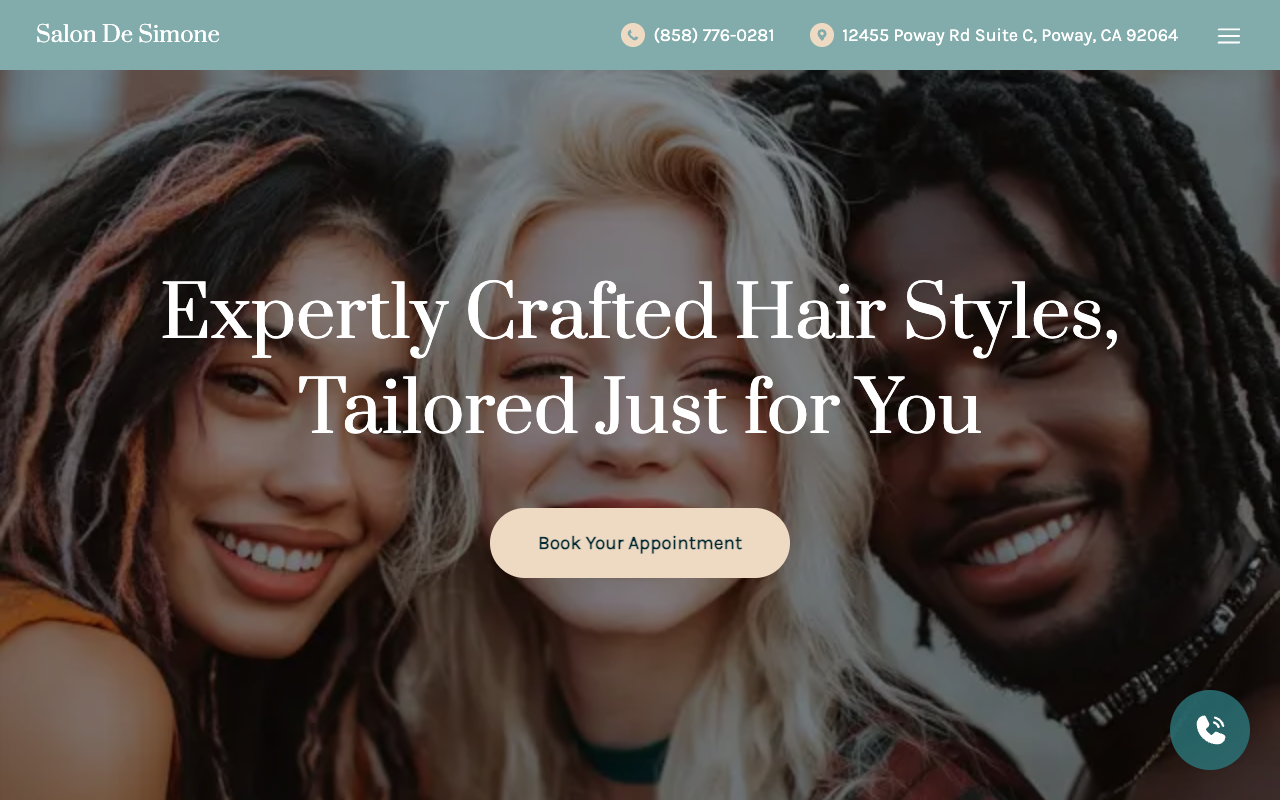 Salon De Simone
(858) 776-0281
12455 Poway Rd Suite C, Poway, CA 92064
Expertly Crafted Hair Styles,
Tailored Just for You
Book Your Appointment